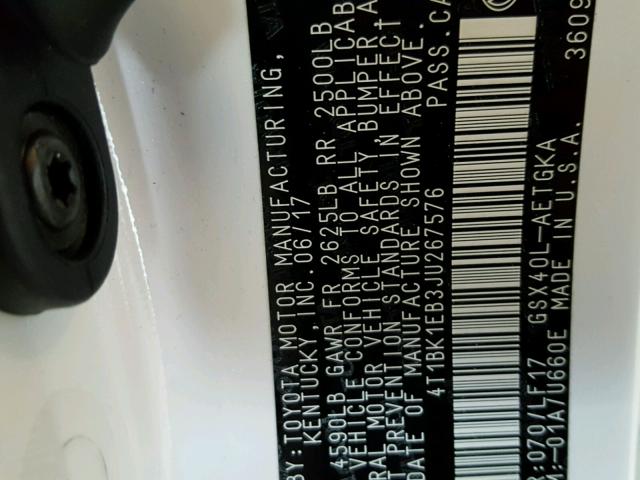 BY:TOYOTA MOTOR MANUFACTURING,
KENTUCKY, INC. 06/17
4590LB GAWR FR 2625LB RR 2500LB
VEHICLE CONFORMS TO ALL APPLICAB
ERAL MOTOR VEHICLE SAFETY, BUMPER A
T PREVENTION STANDARDS IN EFFECT
DATE OF MANUFACTURE SHOWN ABOVE.
4T1BK1EB3JU267576 PASS.CA
R:070/LF17 GSX40L-AETGKA
M:-01A/U660E MADE IN U.S.A. 3609